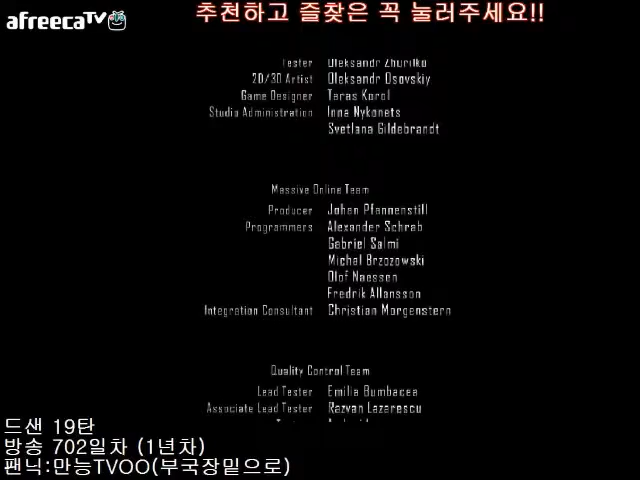 afreecaTV
추천하고 즐찾은 꼭 눌러주세요!!
Tester Oleksandr Zhurilko
2D/3D Artist Oleksandr Osovskiy
Game Designer Taras Korol
Studio Administration Inna Nykonets
Svetlana Gildebrandt
Massive Online Team
Producer Johan Pfannenstill
Programmers Alexander Schrab
Gabriel Salmi
Michal Brzozowski
Olof Naessen
Fredrik Allansson
Integration Consultant Christian Morgenstern
Quality Control Team
Lead Tester Emilia Bumbacea
Associate Lead Tester Razvan Lazarescu
드샌 19탄
방송 702일차 (1년차)
팬닉:만능TVOO(부국장밑으로)